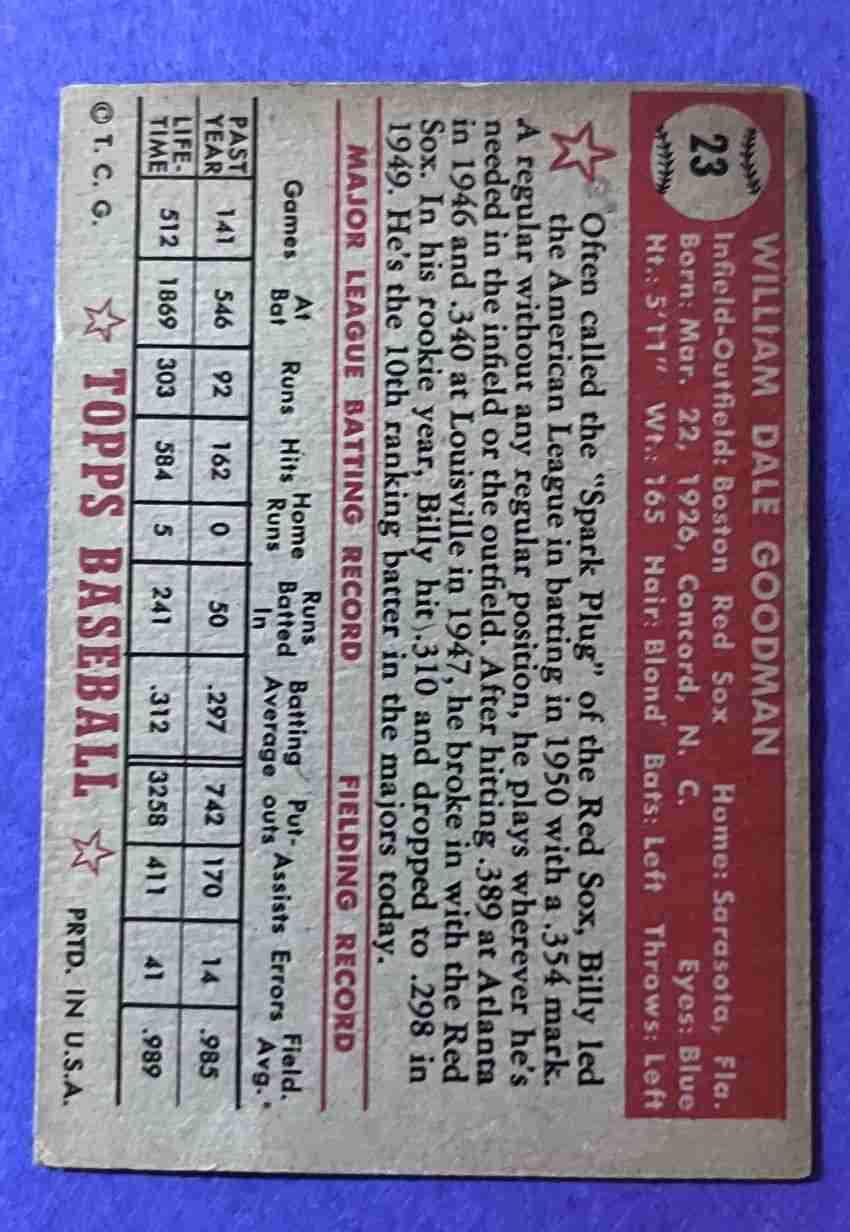 23
WILLIAM DALE GOODMAN
Infield-Outfield: Boston Red Sox Home: Sarasota, Fla.
Born: Mar. 22, 1926, Concord, N. C. Eyes: Blue
Ht.: 5'11" Wt.: 165 Hair: Blond Bats: Left Throws: Left
Often called the "Spark Plug" of the Red Sox, Billy led
the American League in batting in 1950 with a .354 mark.
A regular without any regular position, he plays wherever he's
needed in the infield or the outfield. After hitting .389 at Atlanta
in 1946 and .340 at Louisville in 1947, he broke in with the Red
Sox. In his rookie year, Billy hit .310 and dropped to .298 in
1949. He's the 10th ranking batter in the majors today.
MAJOR LEAGUE BATTING RECORD FIELDING RECORD
Games At Bat Runs Hits Home Runs Runs Batted In Batting Average Put-outs Assists Errors Field. Avg.
PAST YEAR 141 546 92 162 0 50 .297 742 170 14 .985
LIFE-TIME 512 1869 303 584 5 241 .312 3258 411 41 .989
© T. C. G. TOPPS BASEBALL PRTD. IN U.S.A.